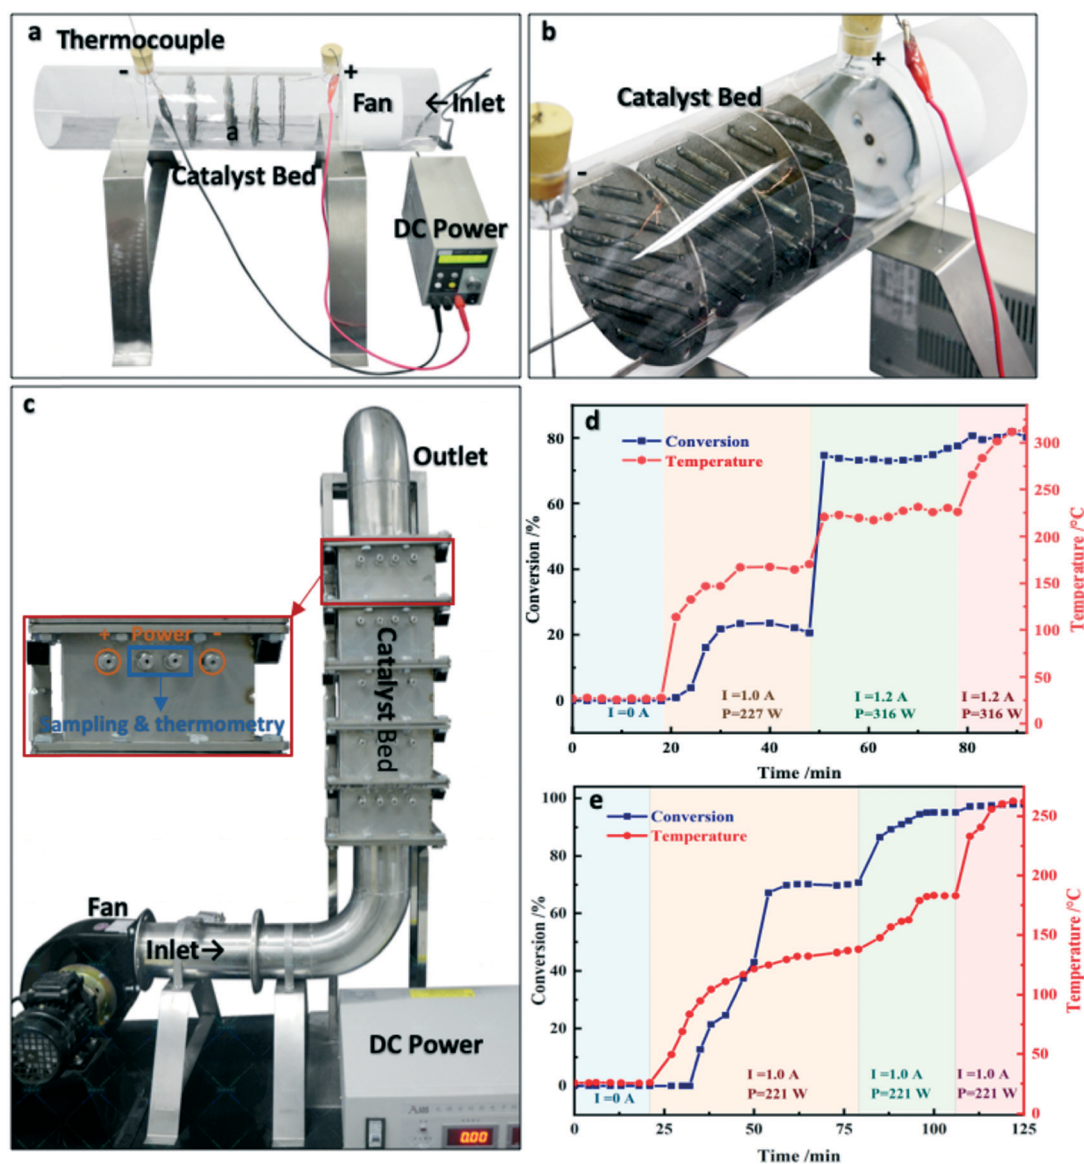 a
Thermocouple
-
+
Fan
←Inlet
a
Catalyst Bed
DC Power
b
Catalyst Bed
+
-
c
Outlet
+ Power -
Sampling & thermometry
Catalyst Bed
Fan
Inlet→
DC Power
0.00
d
Conversion
Temperature
Conversion /%
80
60
40
20
0
Temperature /°C
300
250
200
150
100
50
0
I =0 A
I =1.0 A
P=227 W
I =1.2 A
P=316 W
I =1.2 A
P=316 W
0 20 40 60 80
Time /min
e
Conversion
Temperature
Conversion /%
100
80
60
40
20
0
Temperature /°C
250
200
150
100
50
0
I =0 A
I =1.0 A
P=221 W
I =1.0 A
P=221 W
I =1.0 A
P=221 W
0 25 50 75 100 125
Time /min